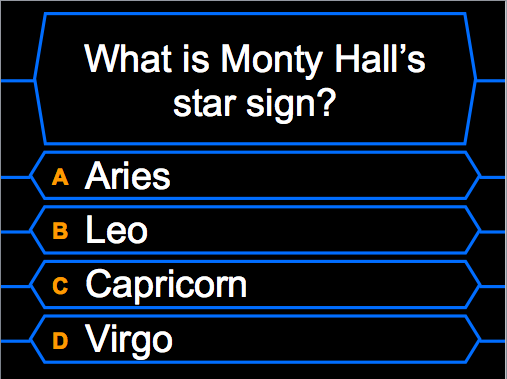 What is Monty Hall’s
star sign?
A Aries
B Leo
C Capricorn
D Virgo